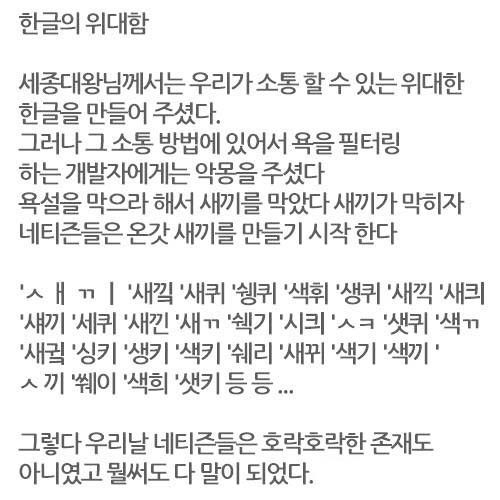 한글의 위대함
세종대왕님께서는 우리가 소통 할 수 있는 위대한
한글을 만들어 주셨다.
그러나 그 소통 방법에 있어서 욕을 필터링
하는 개발자에게는 악몽을 주셨다
욕설을 막으라 해서 새끼를 막았다 새끼가 막히자
네티즌들은 온갓 새끼를 만들기 시작 한다
'ㅅ ㅐ ㄲ ㅣ '새낔 '새퀴 '쉥퀴 '색휘 '생퀴 '새끽 '새킈
'섀끼 '세퀴 '새낀 '새ㄲ '쉑기 '시킈 'ㅅㅋ '샛퀴 '색ㄲ
'싱키 '생키 '색키 '쉐리 '새뀌 '색기 '색끼 '
ㅅ끼 '쒜이 '색희 '샛키 등 등 ...
그렇다 우리날 네티즌들은 호락호락한 존재도
아니였고 뭘써도 다 말이 되었다.